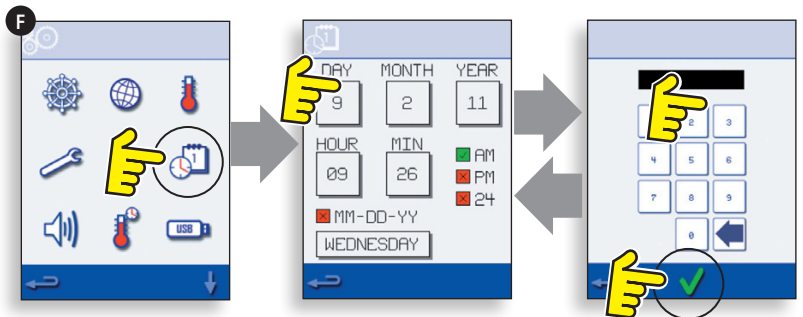 F
1
USB
1
DAY MONTH YEAR
9 2 11
HOUR MIN
09 26
AM
PM
24
MM-DD-YY
WEDNESDAY
2 3
4 5 6
7 8 9
0